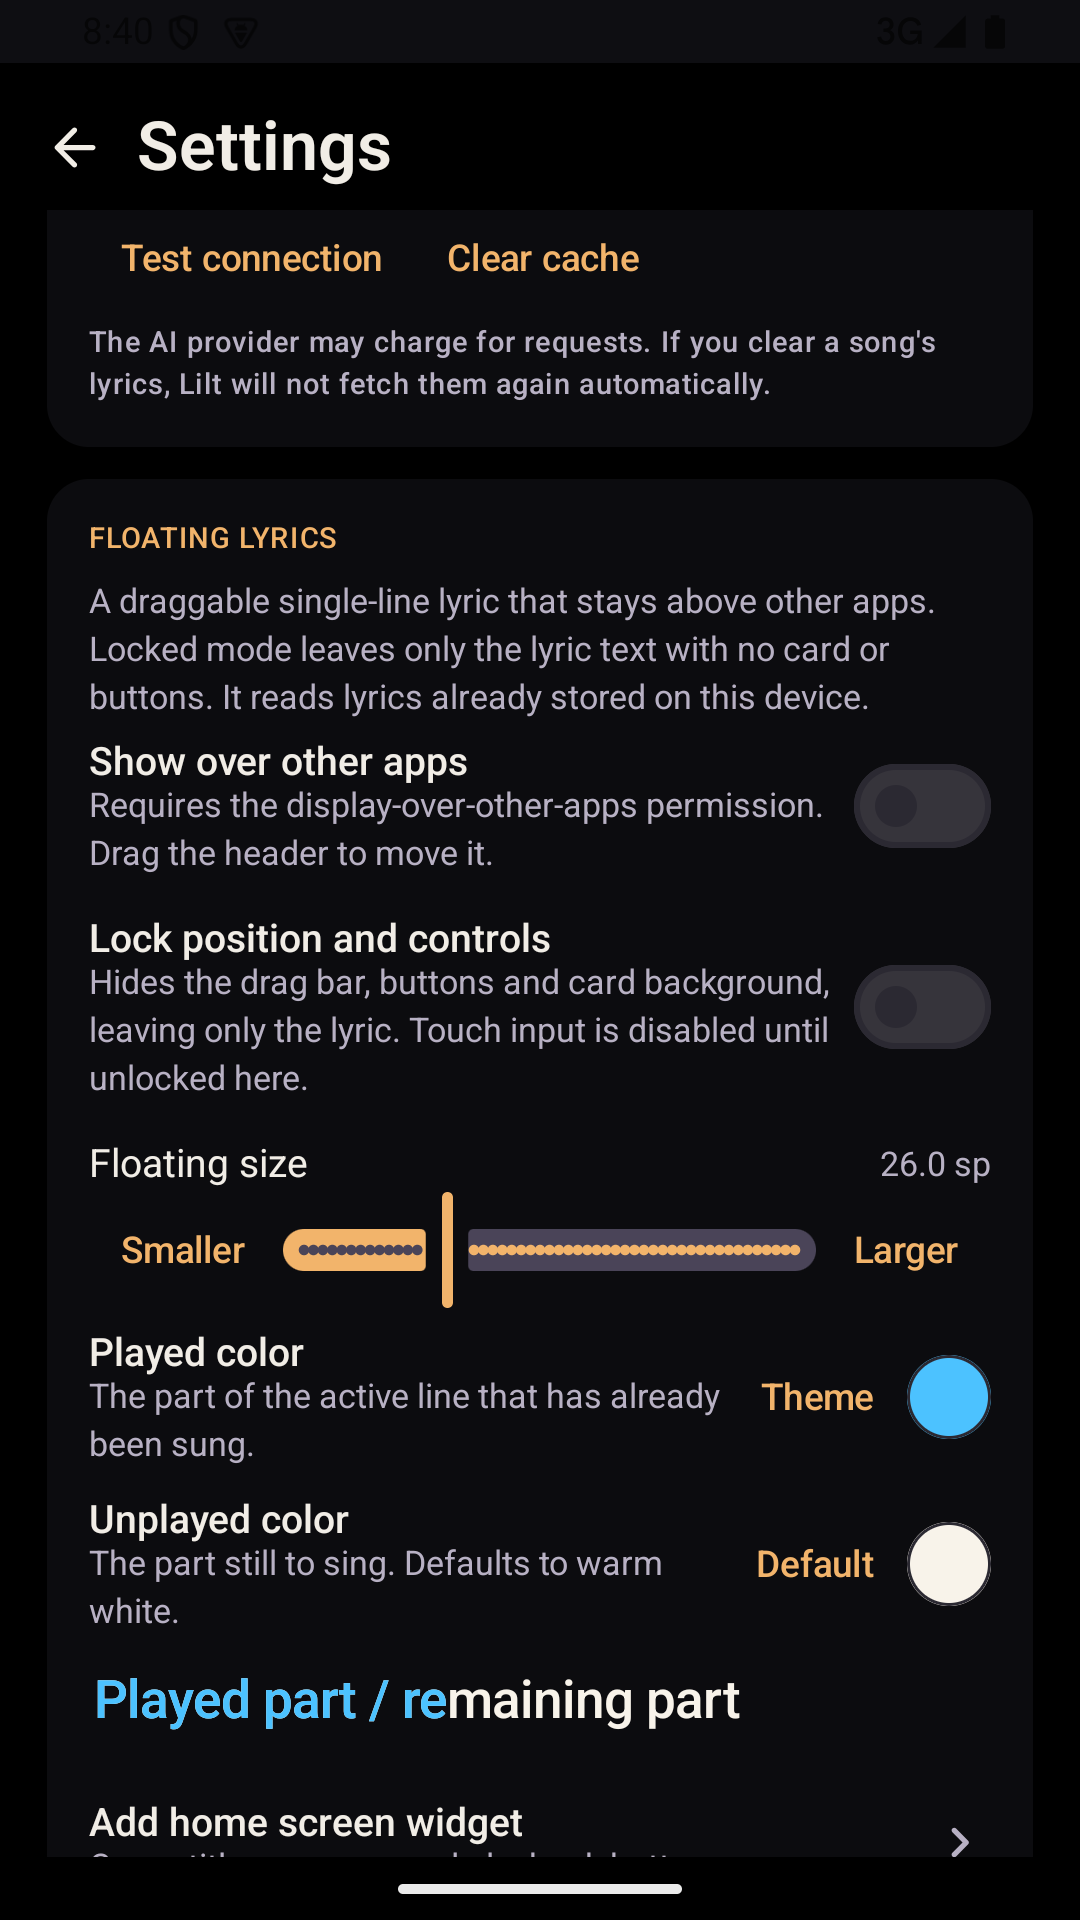 8:40
3G
Settings
Test connection
Clear cache
The AI provider may charge for requests. If you clear a song's
lyrics, Lilt will not fetch them again automatically.
FLOATING LYRICS
A draggable single-line lyric that stays above other apps.
Locked mode leaves only the lyric text with no card or
buttons. It reads lyrics already stored on this device.
Show over other apps
Requires the display-over-other-apps permission.
Drag the header to move it.
Lock position and controls
Hides the drag bar, buttons and card background,
leaving only the lyric. Touch input is disabled until
unlocked here.
Floating size
26.0 sp
Smaller
Larger
Played color
The part of the active line that has already
been sung.
Theme
Unplayed color
The part still to sing. Defaults to warm
white.
Default
Played part / remaining part
Add home screen widget